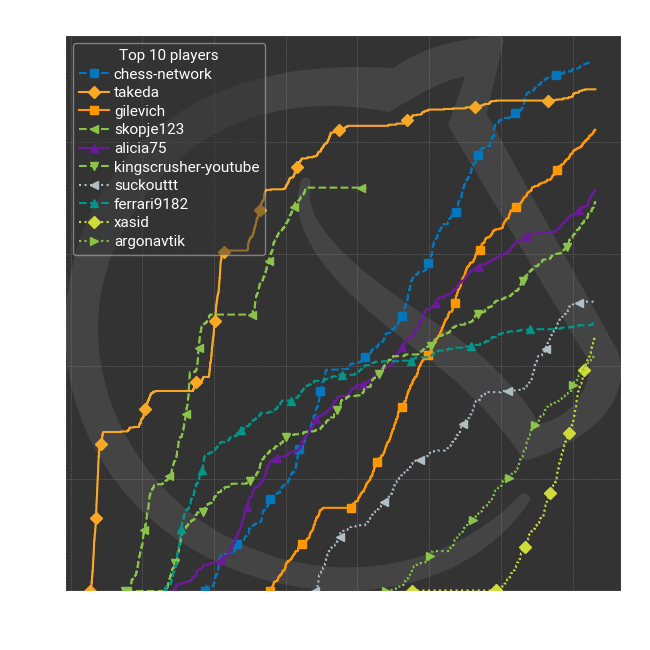 Top 10 players
chess-network
takeda
gilevich
skopje123
alicia75
kingscrusher-youtube
suckouttt
ferrari9182
xasid
argonavtik